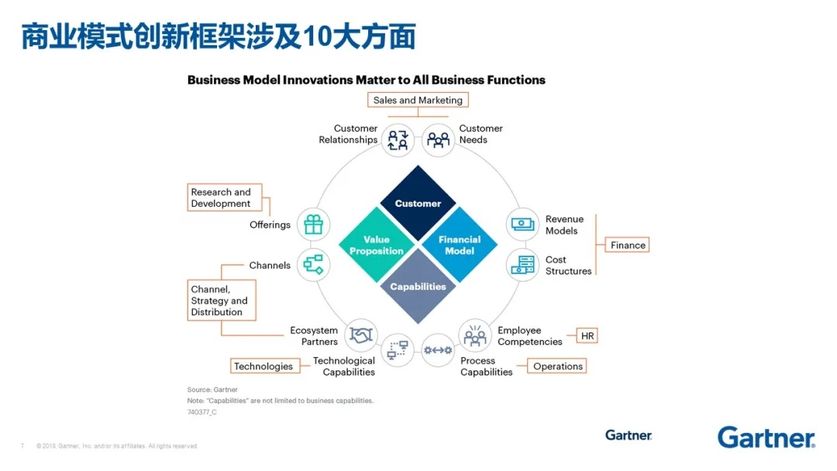 商业模式创新框架涉及10大方面
Business Model Innovations Matter to All Business Functions
Sales and Marketing
Customer
Relationships
Customer
Needs
Research and
Development
Offerings
Customer
Revenue
Models
Value
Proposition
Financial
Model
Finance
Channels
Cost
Structures
Capabilities
Channel,
Strategy and
Distribution
Ecosystem
Partners
Employee
Competencies
HR
Technologies
Technological
Capabilities
Process
Capabilities
Operations
Source: Gartner
Note: "Capabilities" are not limited to business capabilities.
740377_C
7 © 2019 Gartner, Inc. and/or its affiliates. All rights reserved.
Gartner
Gartner